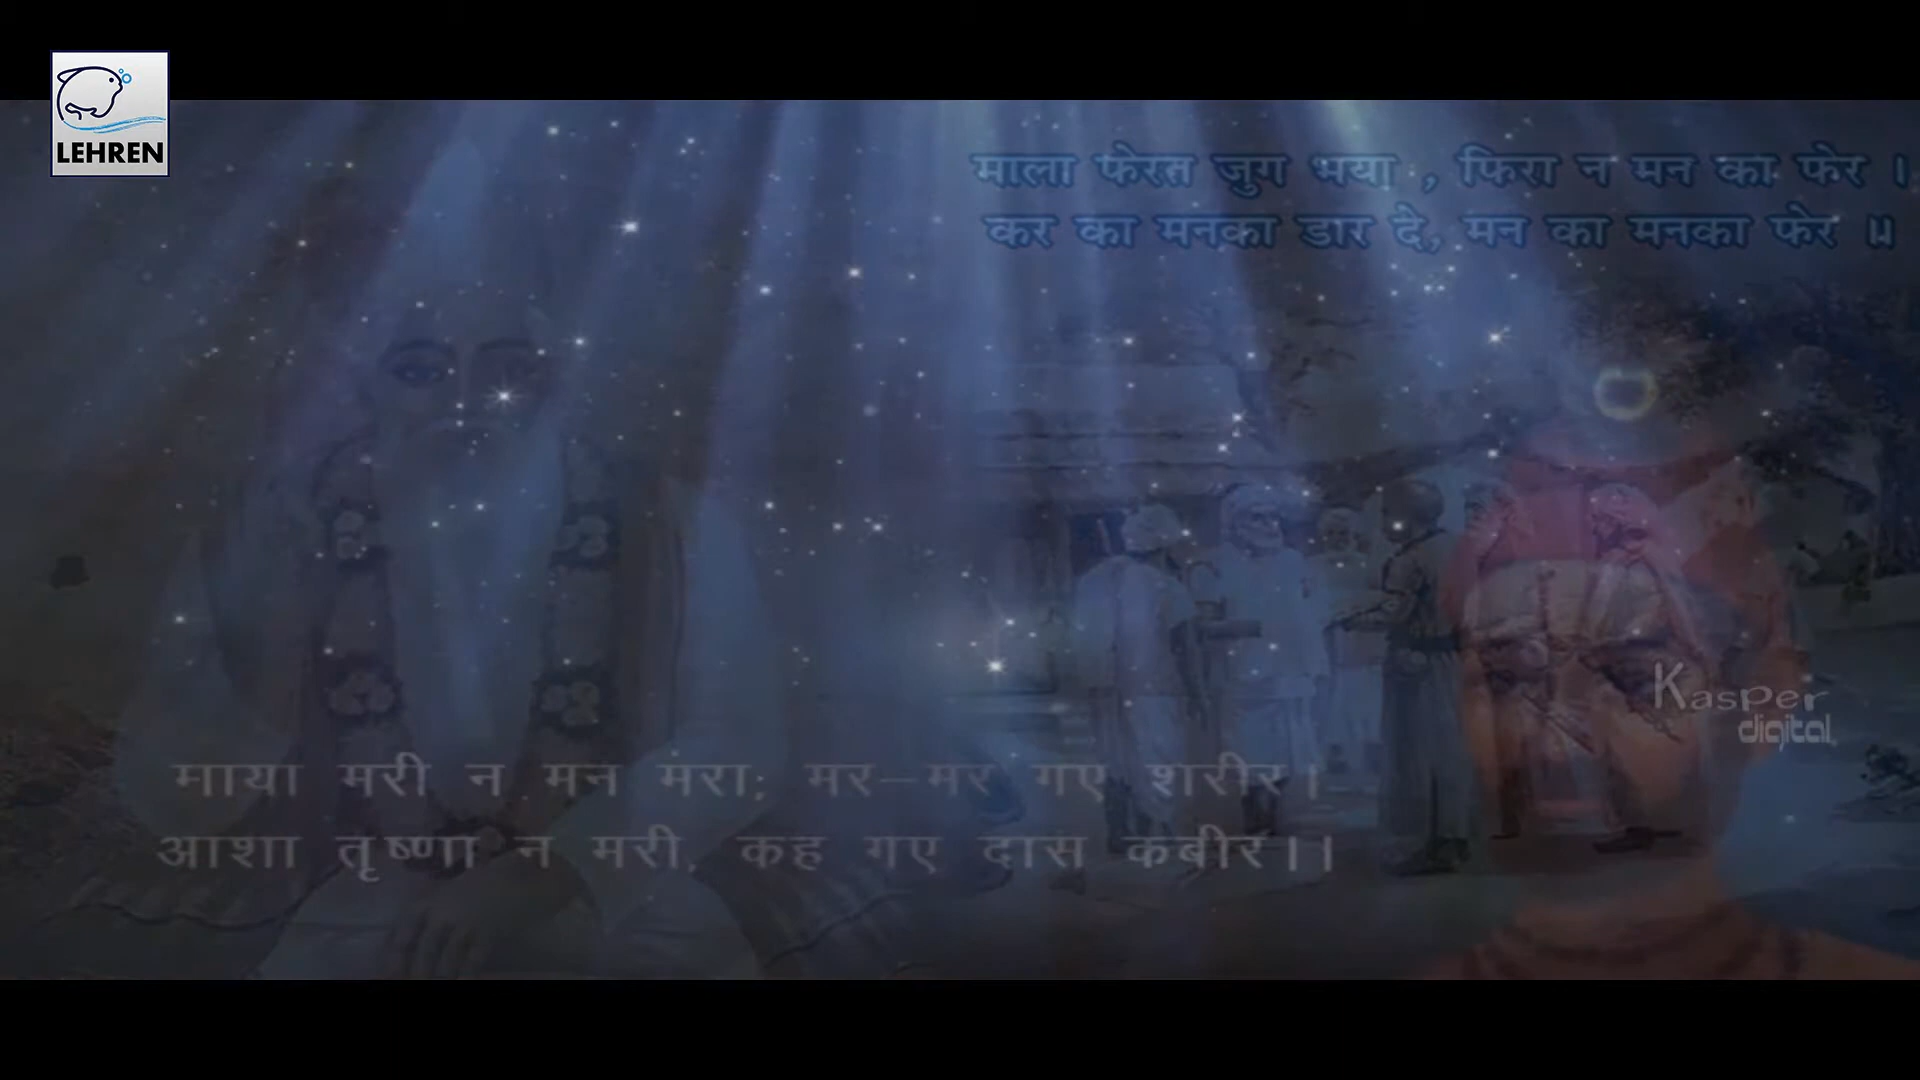 LEHREN
माला फेरत जुग भया , फिरा न मन का फेर ।
कर का मनका डार दे, मन का मनका फेर ॥
Kasper
digital
माया मरी न मन मरा; मर-मर गए शरीर।
आशा तृष्णा न मरी, कह गए दास कबीर।।